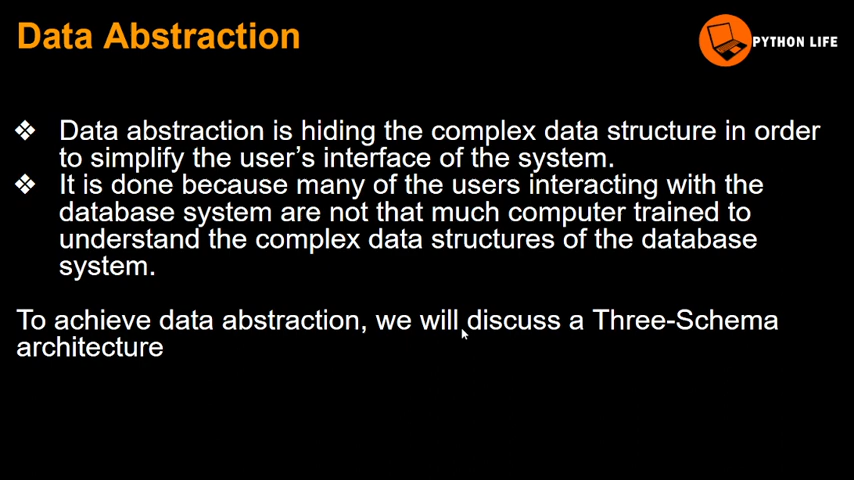 Data Abstraction
PYTHON LIFE
❖ Data abstraction is hiding the complex data structure in order
to simplify the user's interface of the system.
❖ It is done because many of the users interacting with the
database system are not that much computer trained to
understand the complex data structures of the database
system.
To achieve data abstraction, we will discuss a Three-Schema
architecture